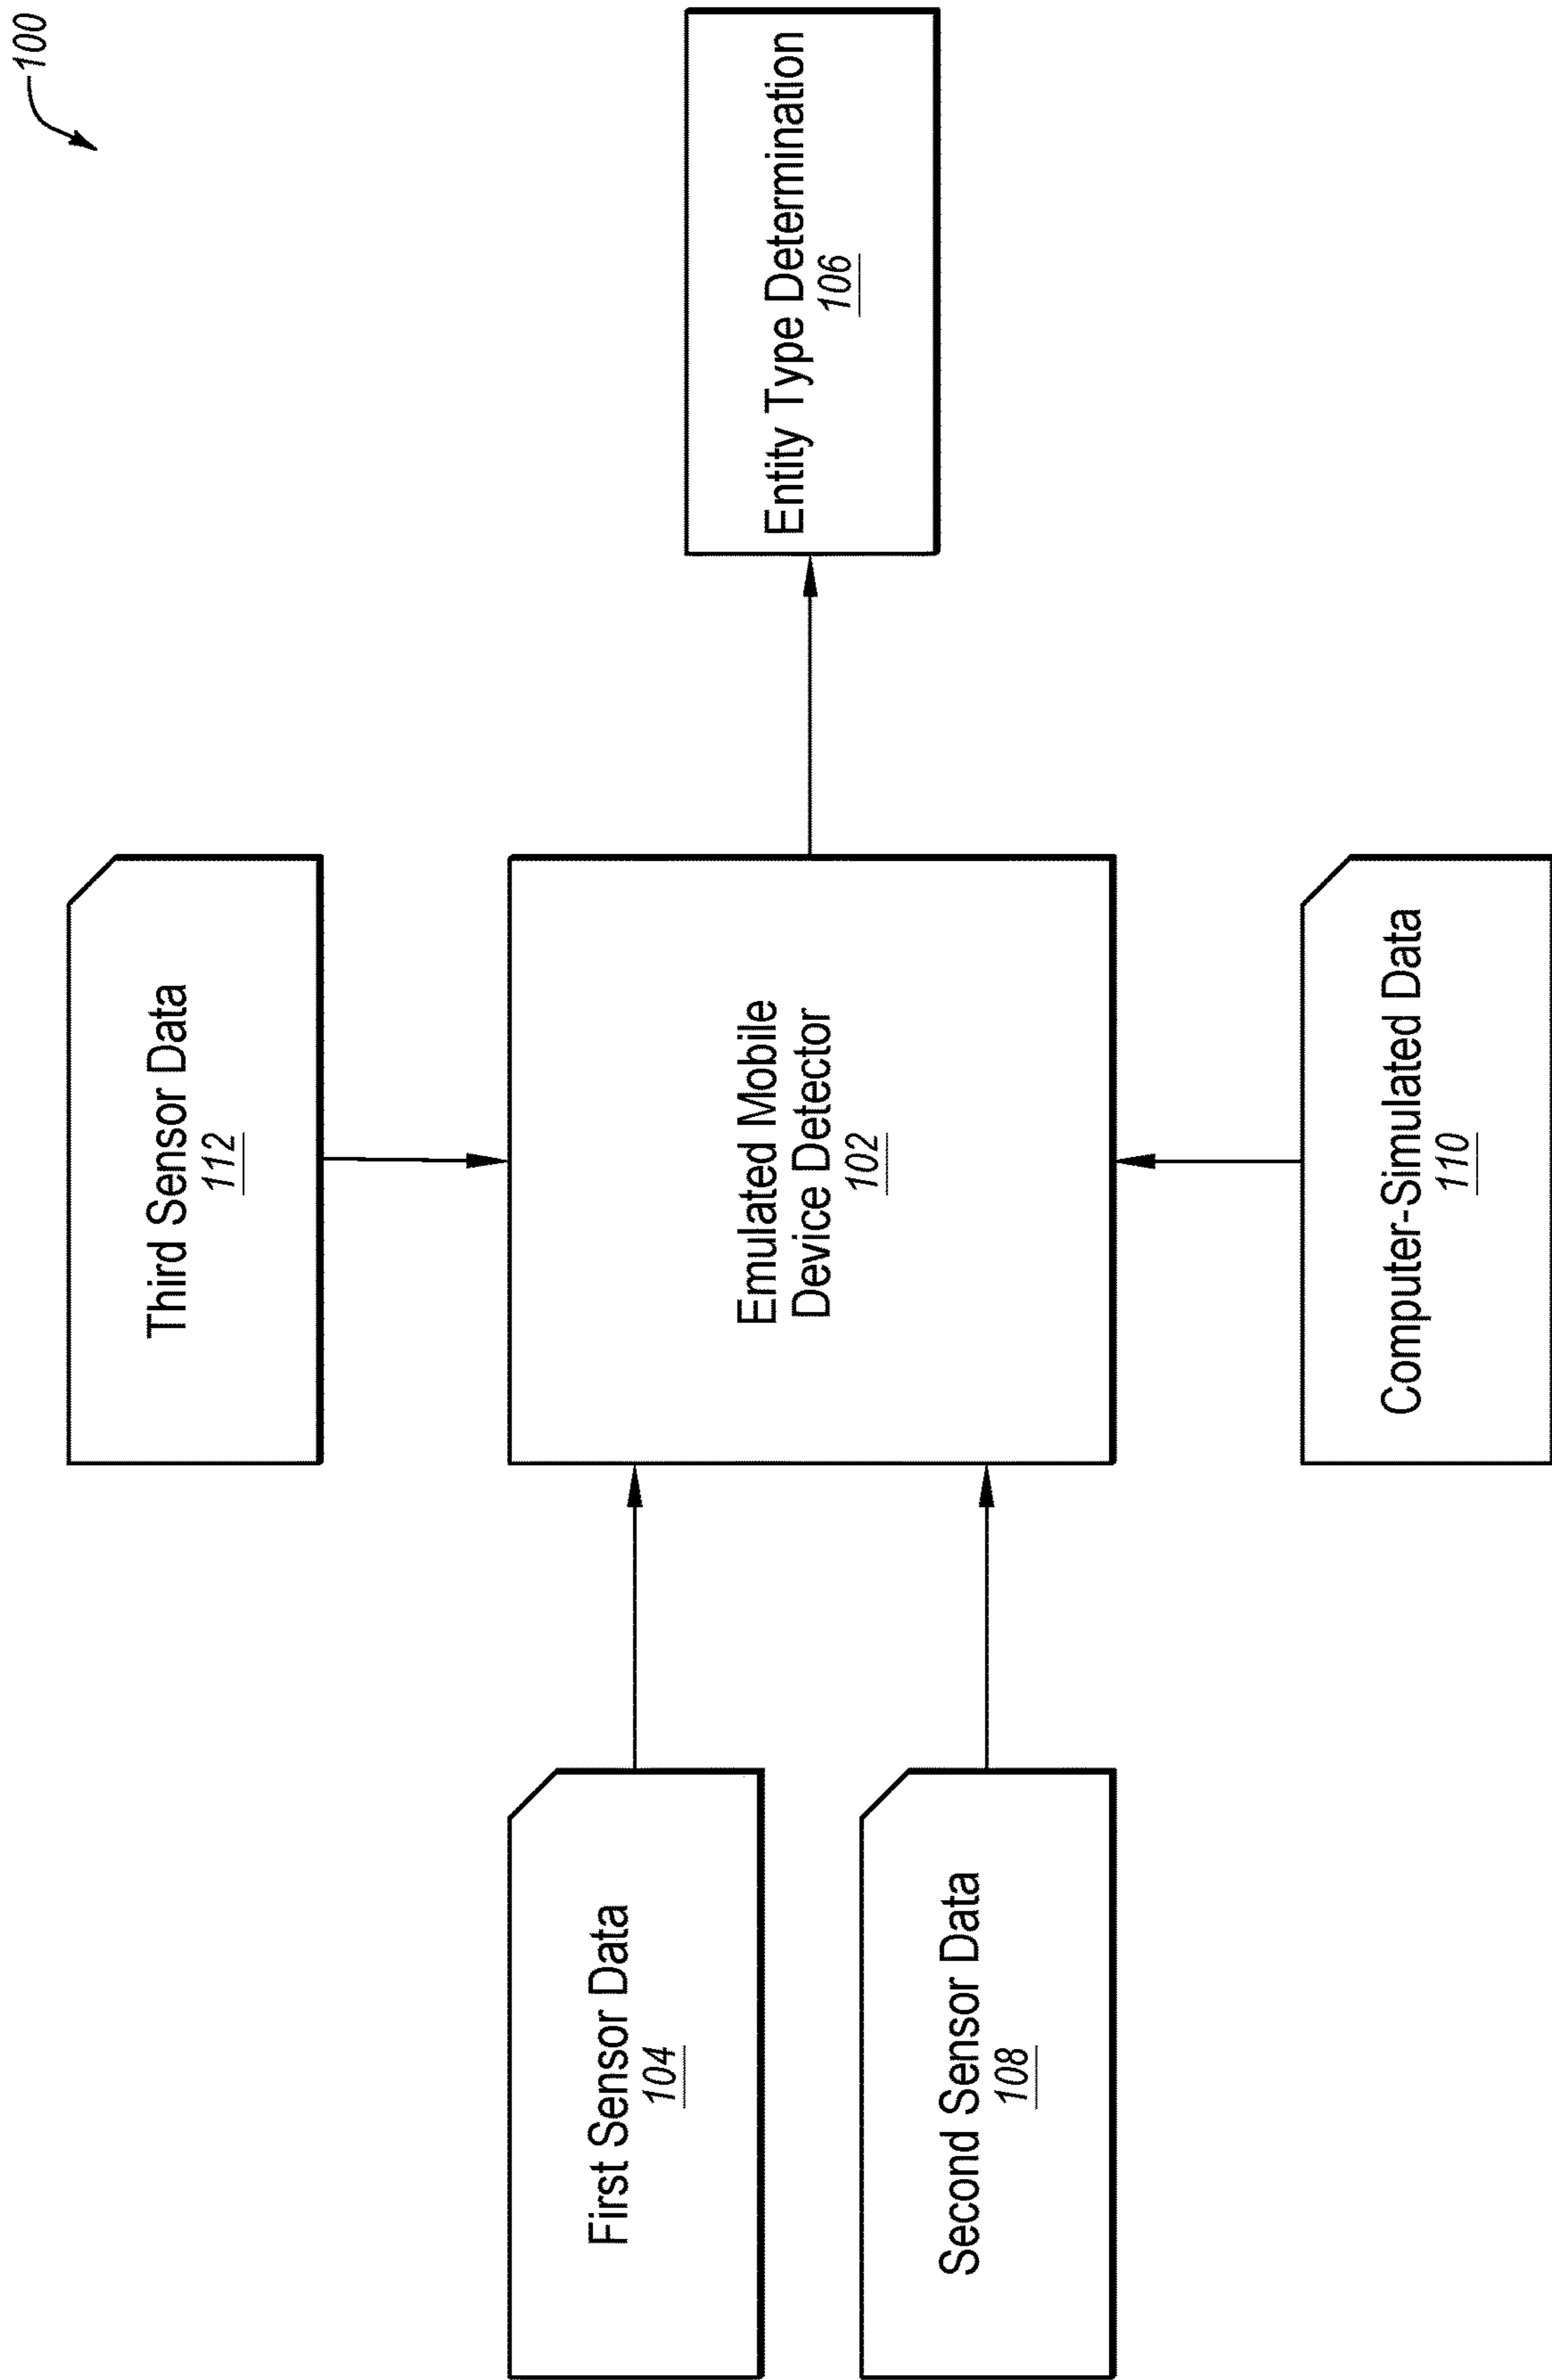 100
Third Sensor Data
112
First Sensor Data
104
Emulated Mobile
Device Detector
102
Entity Type Determination
106
Second Sensor Data
108
Computer-Simulated Data
110